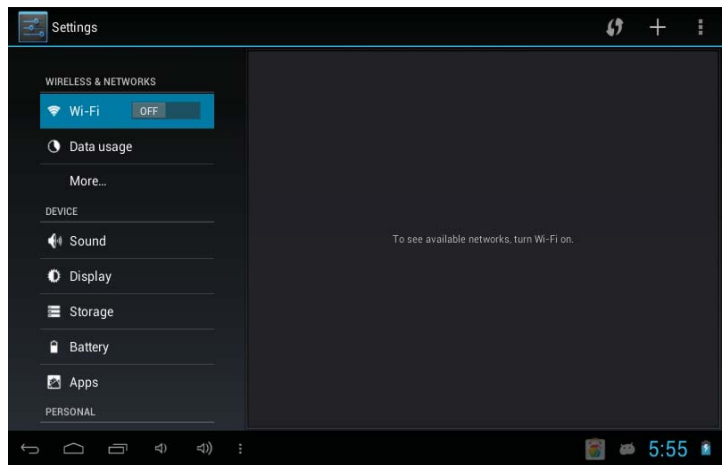 Settings
WIRELESS & NETWORKS
Wi-Fi OFF
Data usage
More...
DEVICE
Sound
Display
Storage
Battery
Apps
PERSONAL
To see available networks, turn Wi-Fi on.
5:55